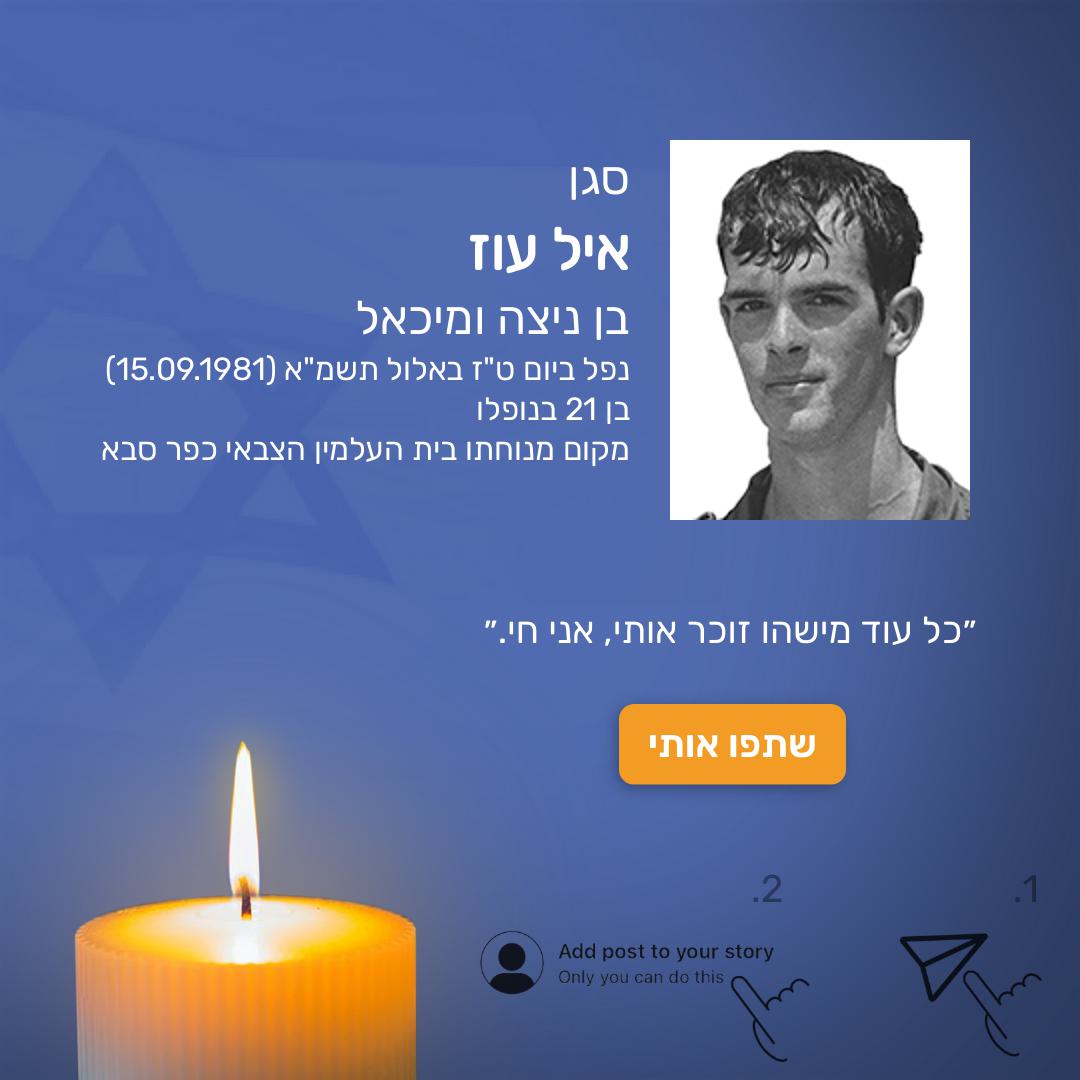 סגן
איל עוז
בן ניצה ומיכאל
נפל ביום ט"ז באלול תשמ"א (15.09.1981)
בן 21 בנופלו
מקום מנוחתו בית העלמין הצבאי כפר סבא
״כל עוד מישהו זוכר אותי, אני חי.״
שתפו אותי
1.
2.
Add post to your story
Only you can do this